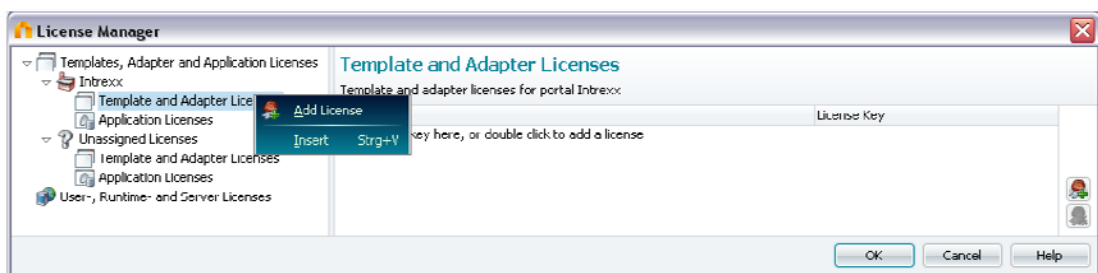 License Manager
Templates, Adapter and Application Licenses
Intrexx
Template and Adapter Lice
Application Licenses
Unassigned Licenses
Template and Adapter Licenses
Application Licenses
User-, Runtime- and Server Licenses
Add License
Insert Strg+V
Template and Adapter Licenses
Template and adapter licenses for portal Intrexx
License Key
key here, or double click to add a license
OK Cancel Help